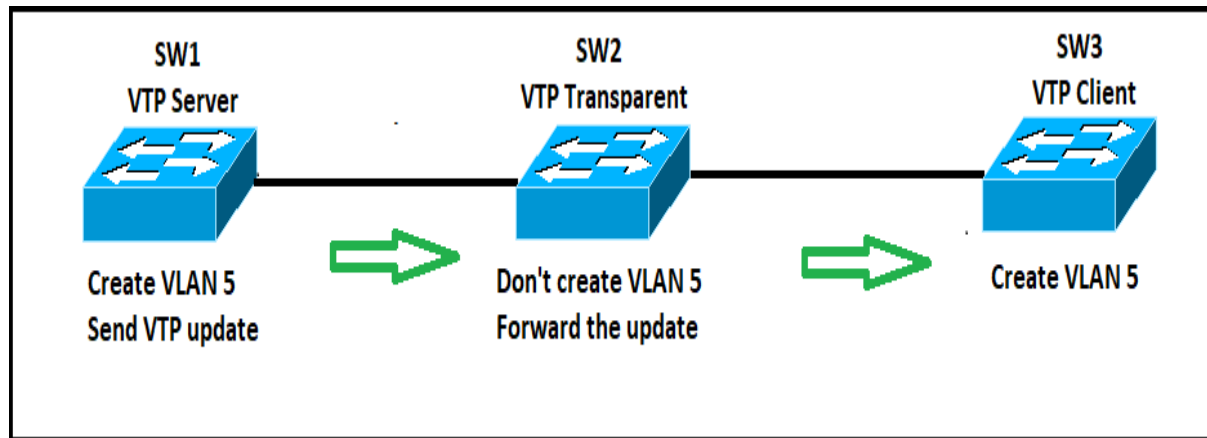 SW1
VTP Server
SW2
VTP Transparent
SW3
VTP Client
Create VLAN 5
Send VTP update
Don't create VLAN 5
Forward the update
Create VLAN 5